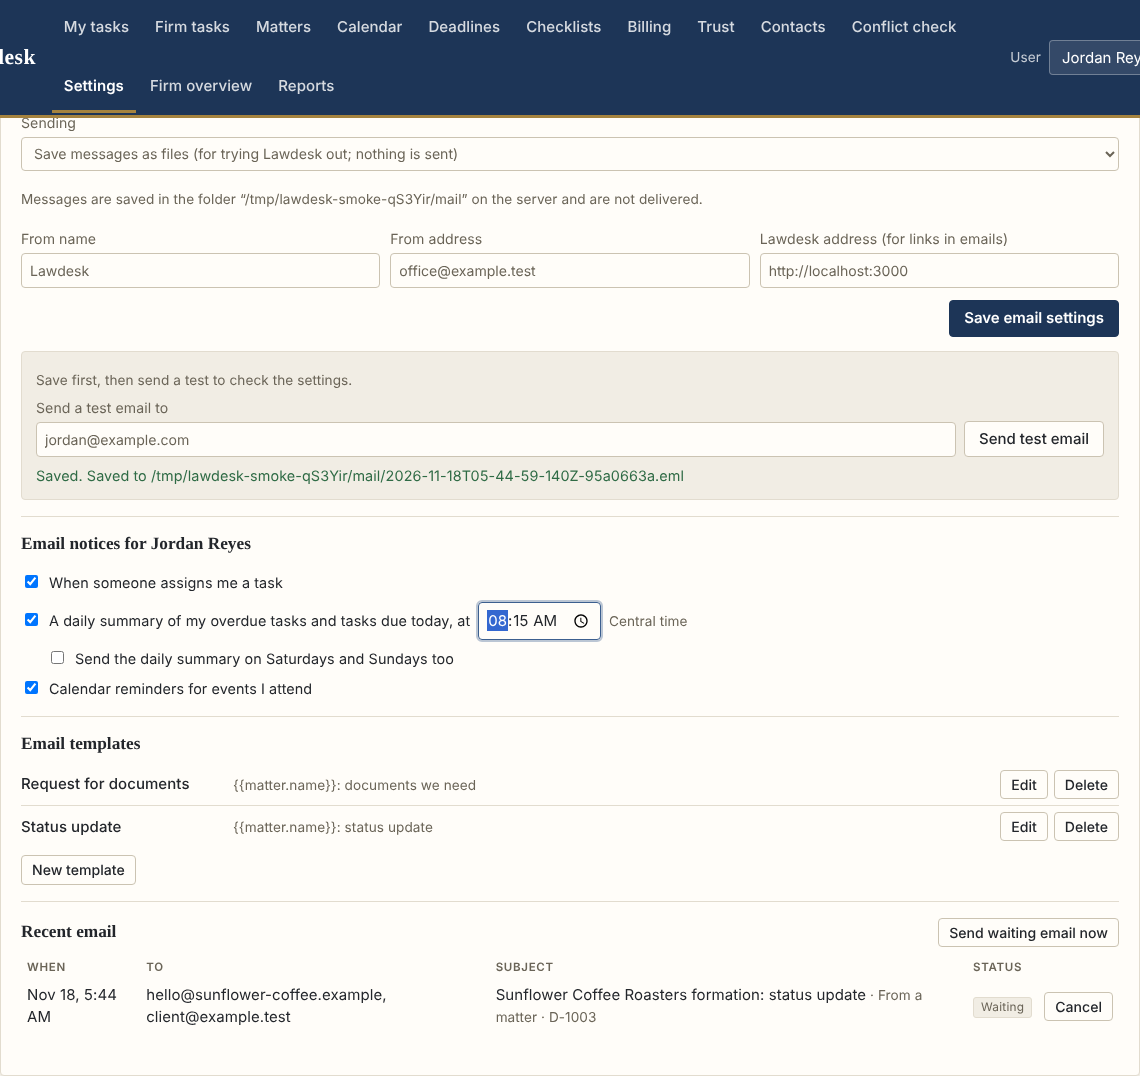 My tasks Firm tasks Matters Calendar Deadlines Checklists Billing Trust Contacts Conflict check
desk
User Jordan Rey
Settings Firm overview Reports
Sending
Save messages as files (for trying Lawdesk out; nothing is sent)
Messages are saved in the folder “/tmp/lawdesk-smoke-qS3Yir/mail” on the server and are not delivered.
From name From address Lawdesk address (for links in emails)
Lawdesk office@example.test http://localhost:3000
Save email settings
Save first, then send a test to check the settings.
Send a test email to
jordan@example.com Send test email
Saved. Saved to /tmp/lawdesk-smoke-qS3Yir/mail/2026-11-18T05-44-59-140Z-95a0663a.eml
Email notices for Jordan Reyes
When someone assigns me a task
A daily summary of my overdue tasks and tasks due today, at 08:15 AM Central time
Send the daily summary on Saturdays and Sundays too
Calendar reminders for events I attend
Email templates
Request for documents {{matter.name}}: documents we need Edit Delete
Status update {{matter.name}}: status update Edit Delete
New template
Recent email Send waiting email now
WHEN TO SUBJECT STATUS
Nov 18, 5:44 hello@sunflower-coffee.example, Sunflower Coffee Roasters formation: status update · From a
Waiting Cancel
AM client@example.test matter · D-1003